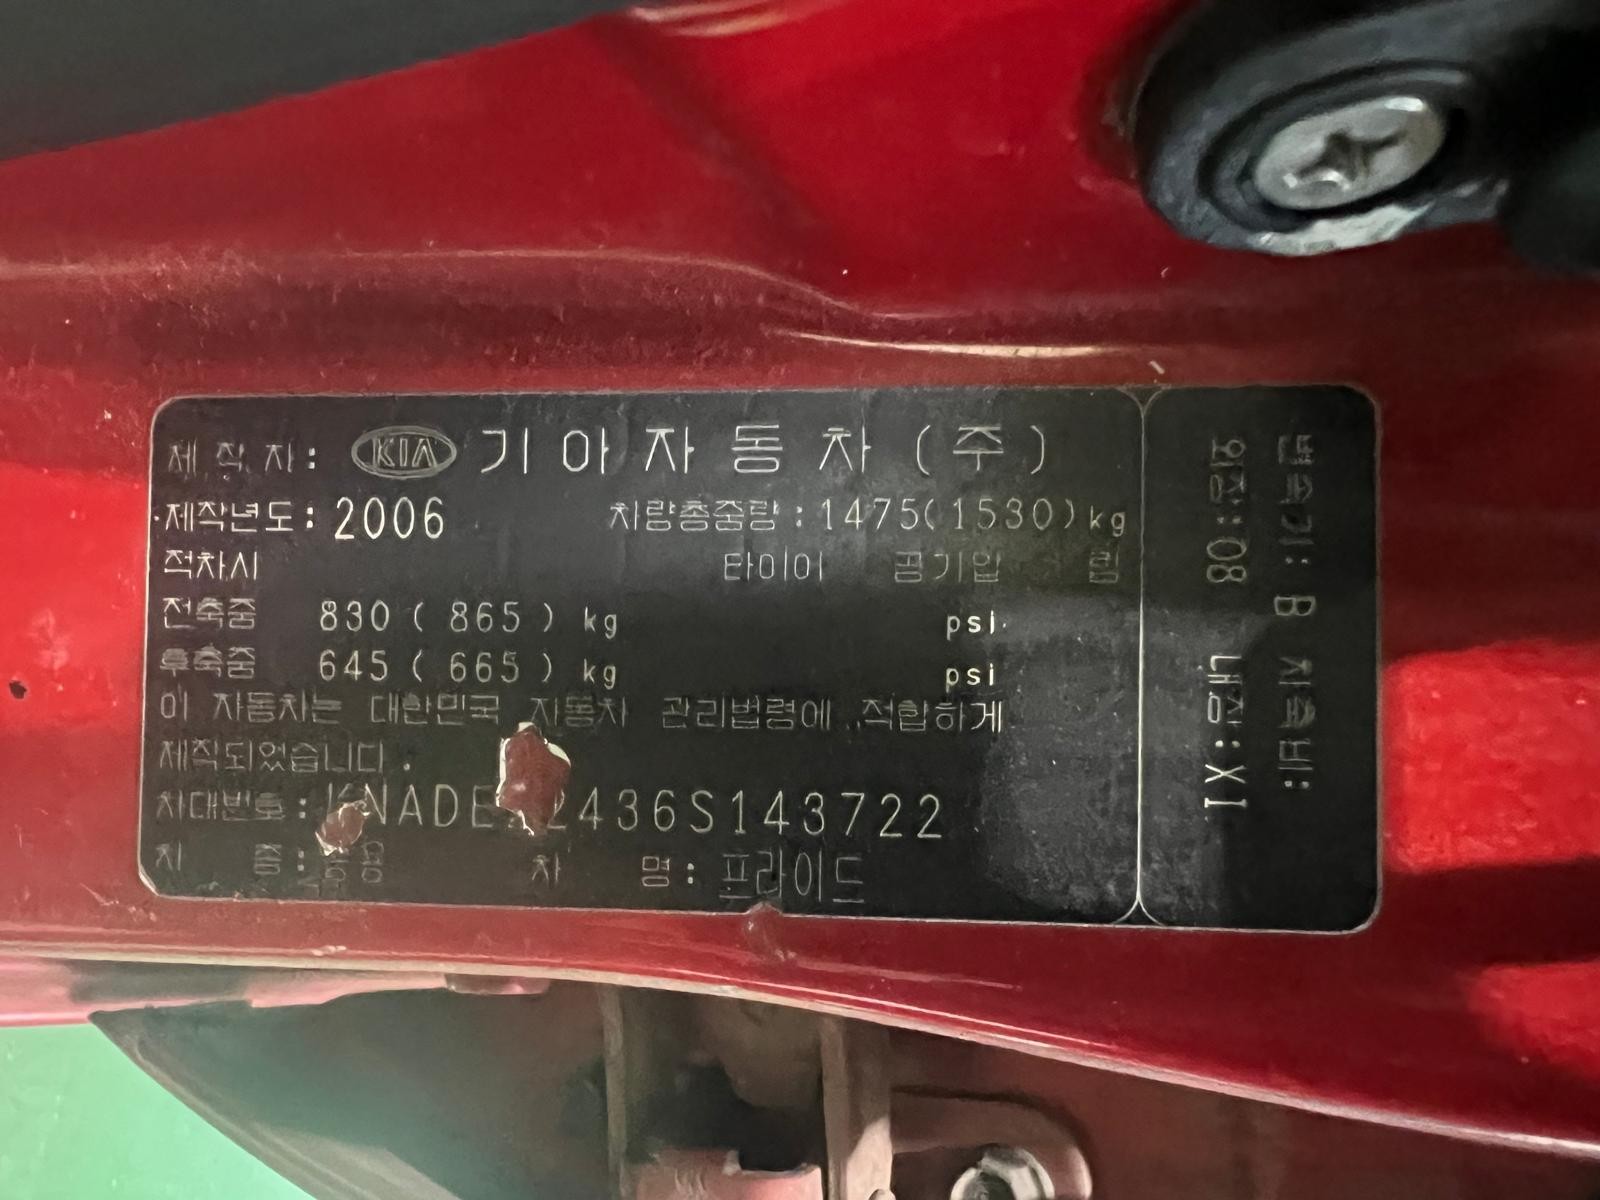 제 작 자 : KIA 기 아 자 동 차 ( 주 )
제작년도 : 2006 차량총중량 : 1475(1530) kg
적차시 타이어 공기압 림
전축중 830 ( 865 ) kg psi
후축중 645 ( 665 ) kg psi
이 자동차는 대한민국 자동차 관리법령에 적합하게
제작되었습니다 .
차대번호 : 436S143722
차 종 : 승용 차 명 : 프라이드
변속기 : B 차축비 :
외장 : 08 내장 : XI